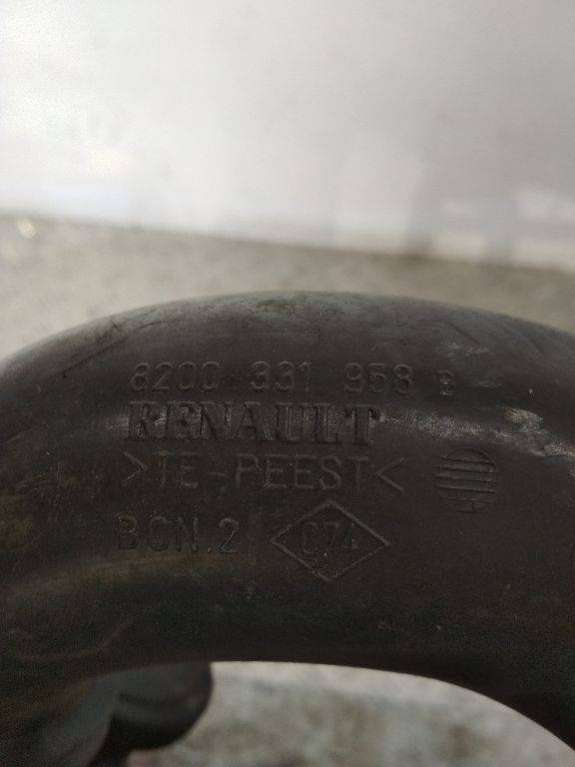 8200 331 958 B
RENAULT
>TE-PEEST<
BCN.2 C74